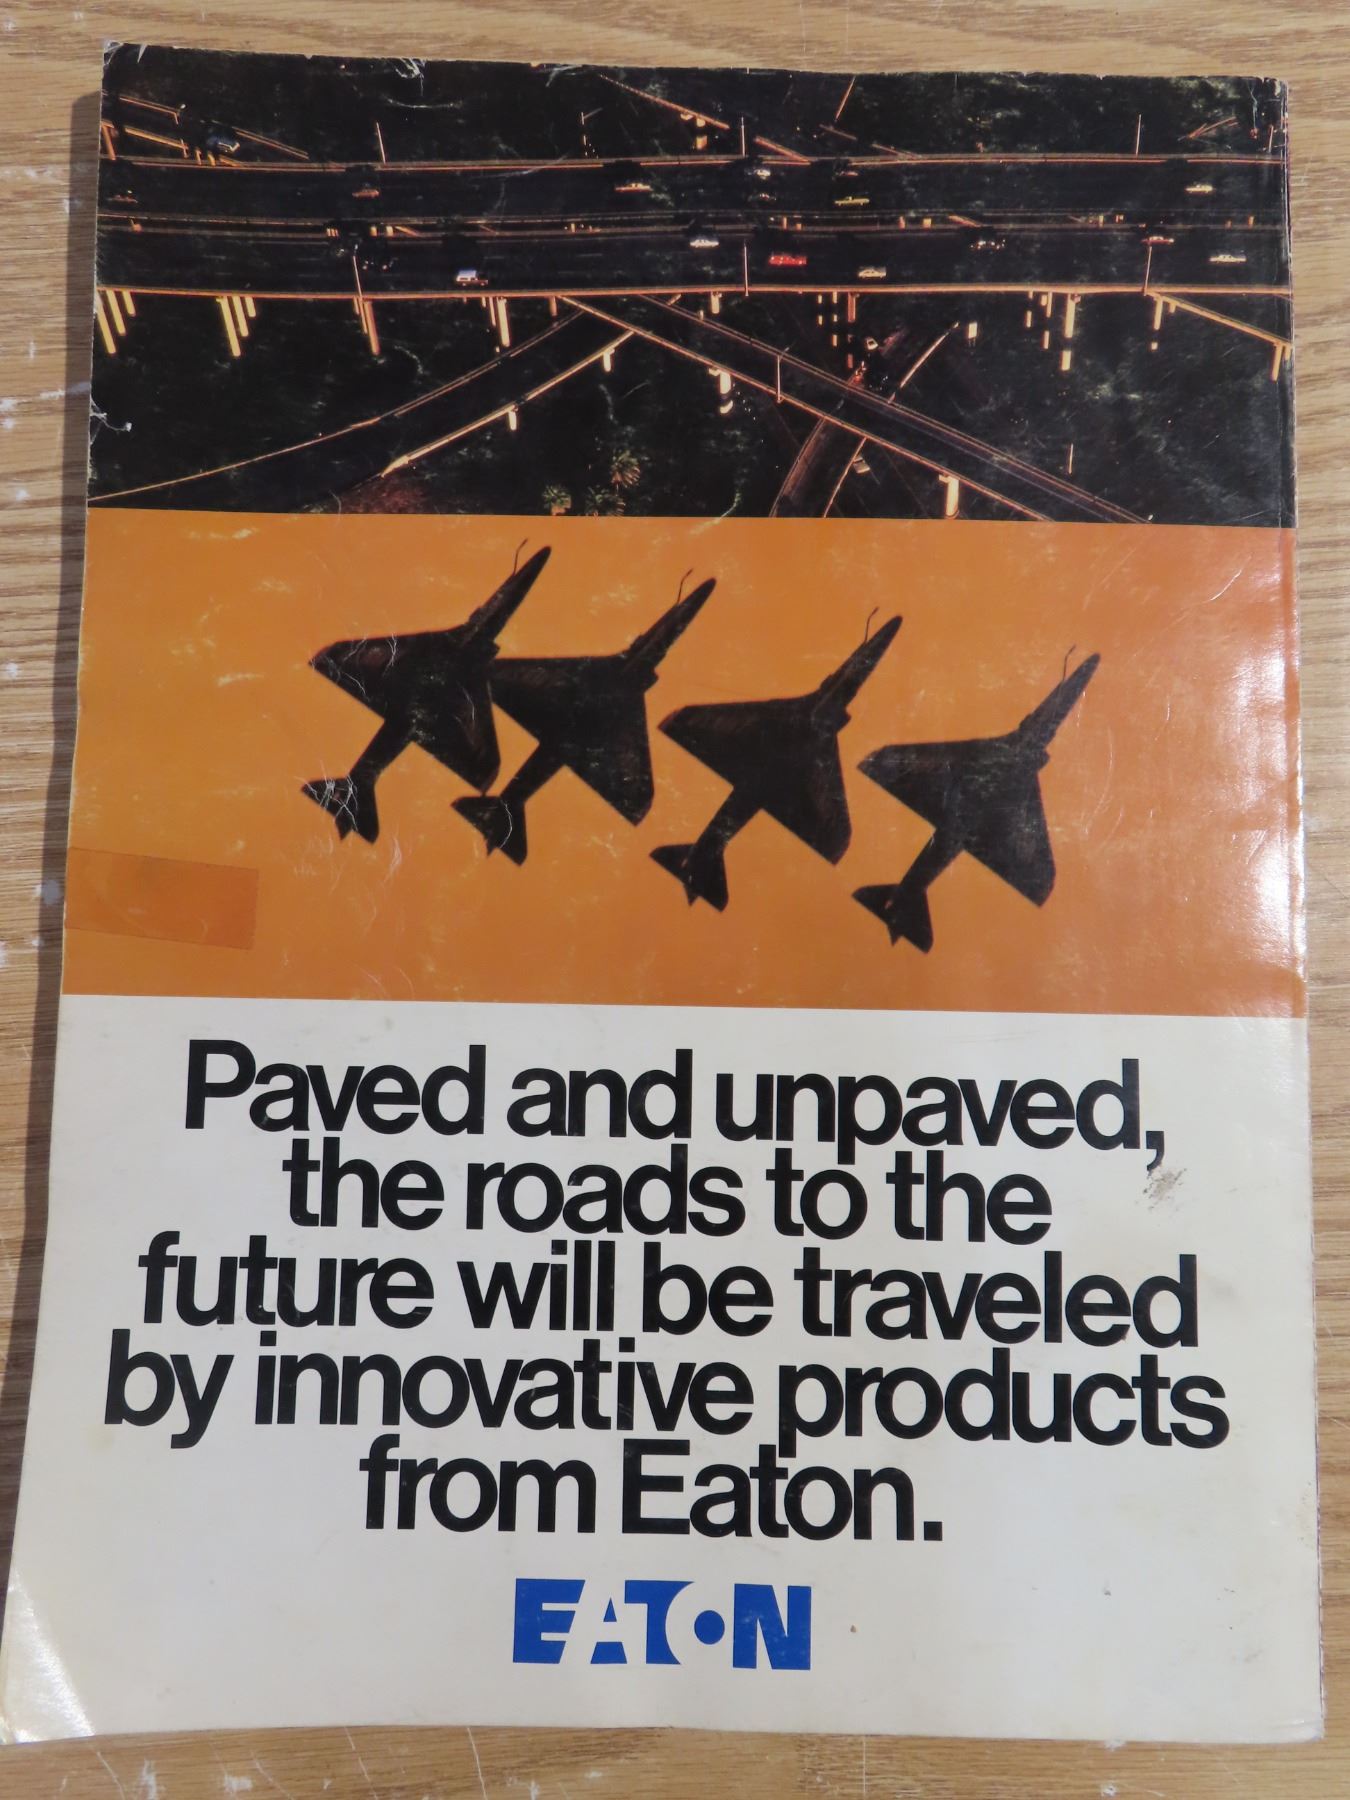 Paved and unpaved,
the roads to the
future will be traveled
by innovative products
from Eaton.
EATON